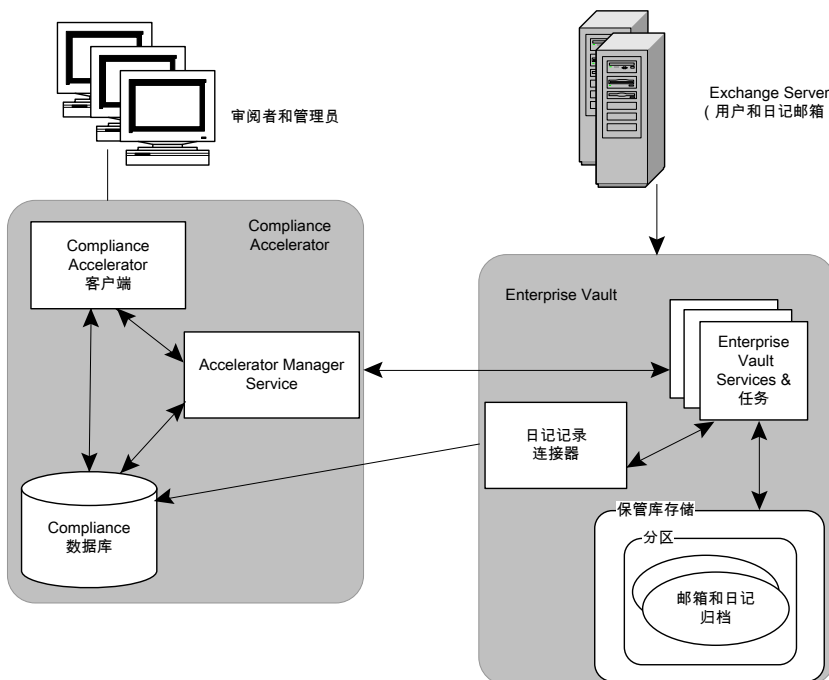 审阅者和管理员
Exchange Server
(用户和日记邮箱
Compliance
Accelerator
Compliance
Accelerator
客户端
Accelerator Manager
Service
Compliance
数据库
Enterprise Vault
Enterprise
Vault
Services &
任务
日记记录
连接器
保管库存储
分区
邮箱和日记
归档